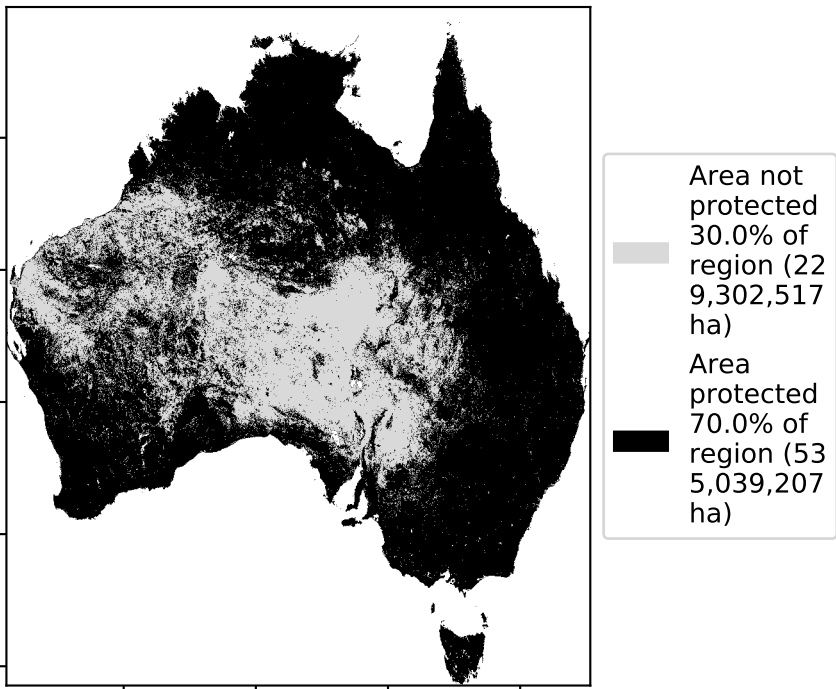 Area not
protected
30.0% of
region (22
9,302,517
ha)
Area
protected
70.0% of
region (53
5,039,207
ha)